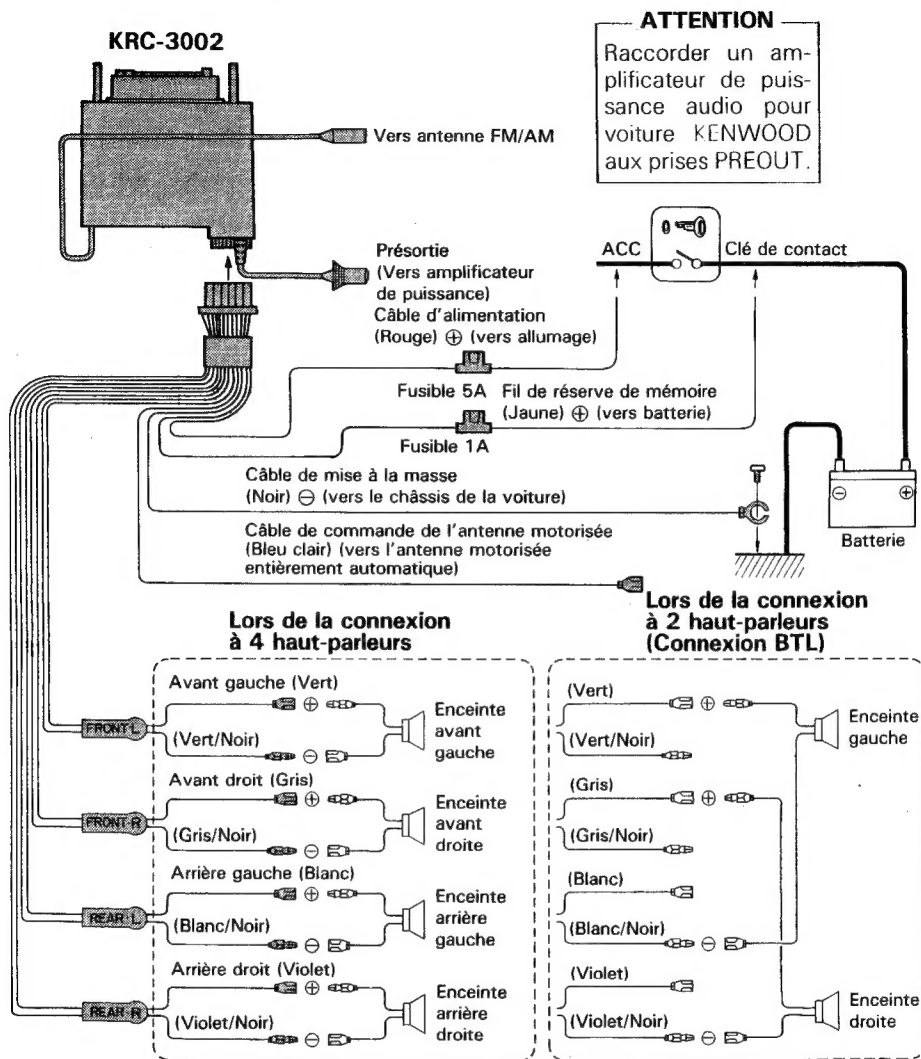 KRC-3002
ATTENTION
Raccorder un am-
plificateur de puis-
sance audio pour
voiture KENWOOD
aux prises PREOUT.
Vers antenne FM/AM
ACC
Clé de contact
Présortie
(Vers amplificateur
de puissance)
Câble d'alimentation
(Rouge) ⊕ (vers allumage)
Fusible 5A
Fil de réserve de mémoire
(Jaune) ⊕ (vers batterie)
Fusible 1A
Câble de mise à la masse
(Noir) ⊖ (vers le châssis de la voiture)
⊖ ⊕
Batterie
Câble de commande de l'antenne motorisée
(Bleu clair) (vers l'antenne motorisée
entièrement automatique)
Lors de la connexion
à 4 haut-parleurs
FRONT L
Avant gauche (Vert)
⊕
(Vert/Noir)
⊖
Enceinte
avant
gauche
FRONT R
Avant droit (Gris)
⊕
(Gris/Noir)
⊖
Enceinte
avant
droite
REAR L
Arrière gauche (Blanc)
⊕
(Blanc/Noir)
⊖
Enceinte
arrière
gauche
REAR R
Arrière droit (Violet)
⊕
(Violet/Noir)
⊖
Enceinte
arrière
droite
Lors de la connexion
à 2 haut-parleurs
(Connexion BTL)
(Vert)
⊕
(Vert/Noir)
Enceinte
gauche
(Gris)
⊕
(Gris/Noir)
(Blanc)
(Blanc/Noir)
⊖
(Violet)
(Violet/Noir)
⊖
Enceinte
droite